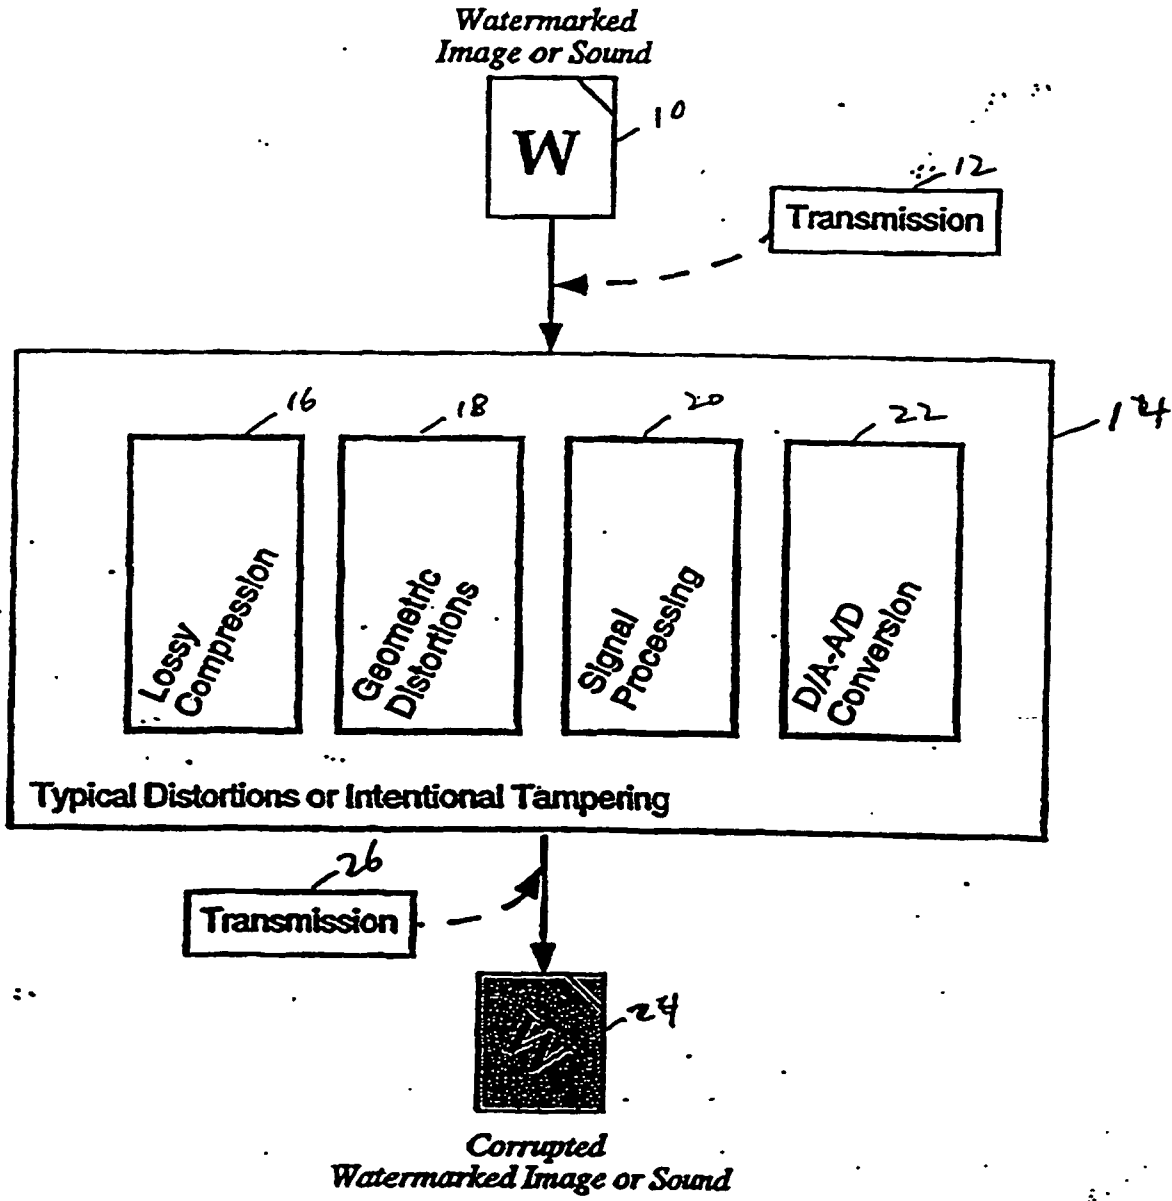 Watermarked
Image or Sound
W
10
12
Transmission
16
18
20
22
14
Lossy
Compression
Geometric
Distortions
Signal
Processing
D/A-A/D
Conversion
Typical Distortions or Intentional Tampering
26
Transmission
W
24
Corrupted
Watermarked Image or Sound